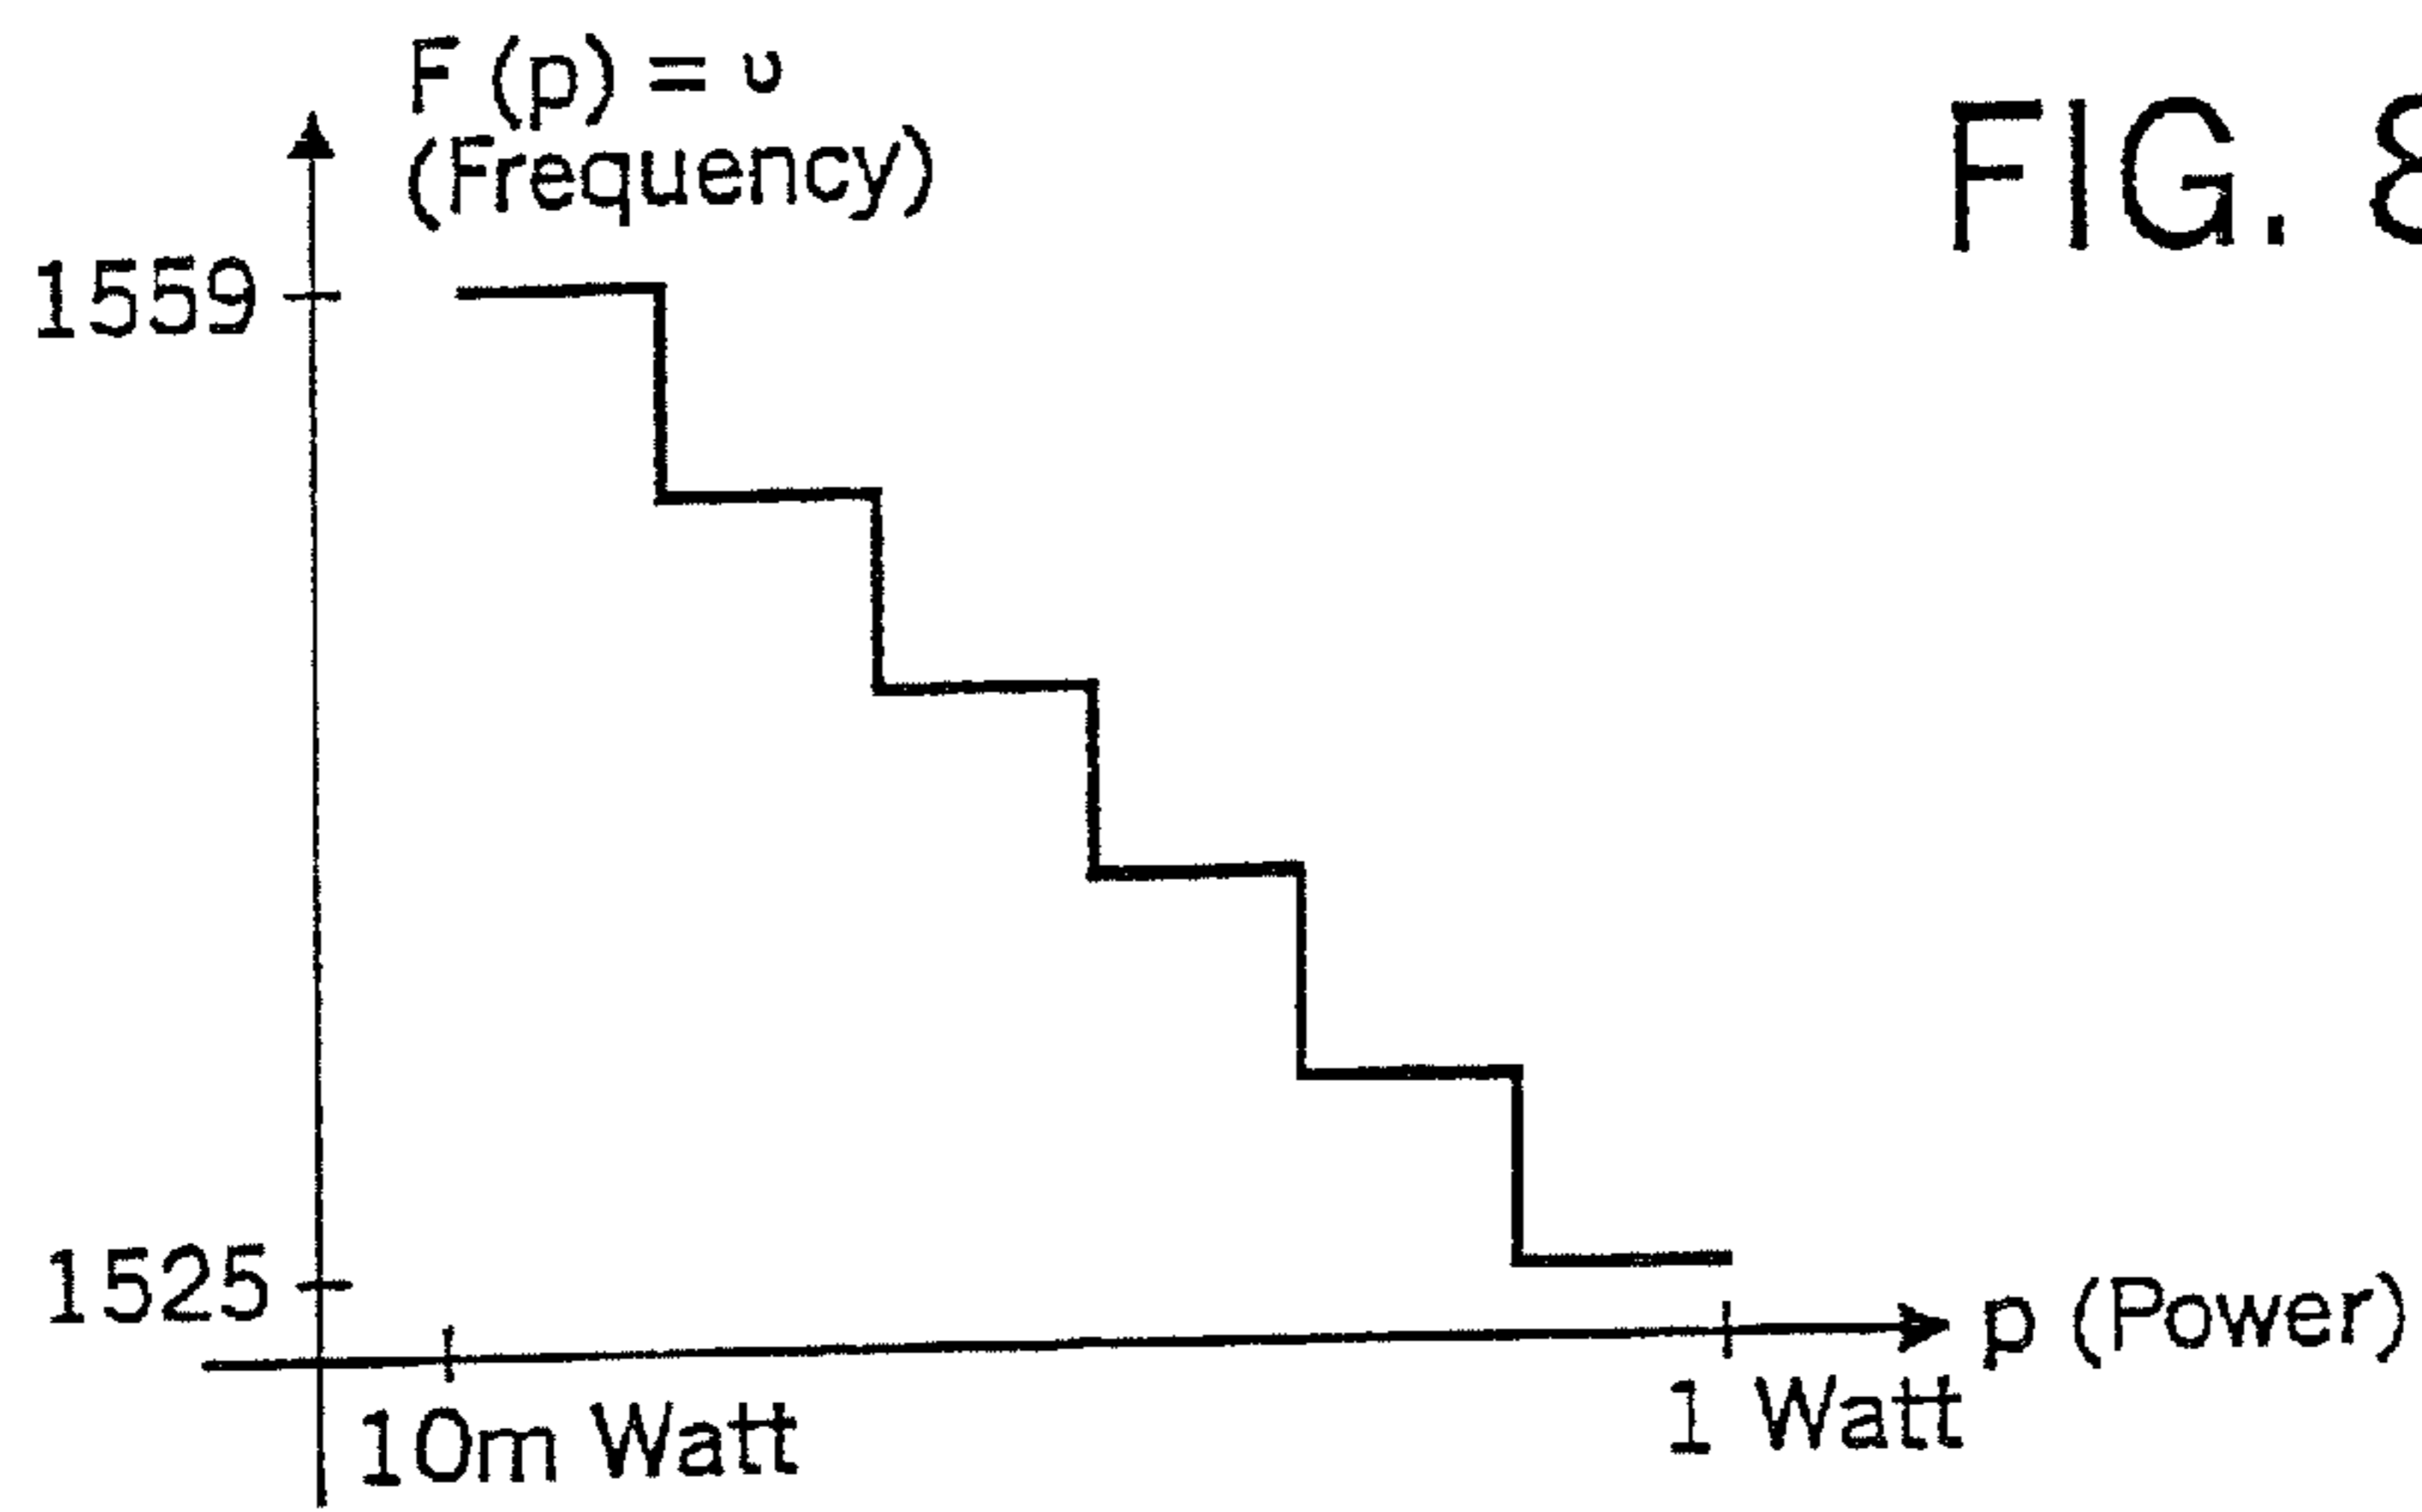 F (p) = υ
(Frequency)
FIG. 8
1559
1525
p (Power)
10m Watt
1 Watt